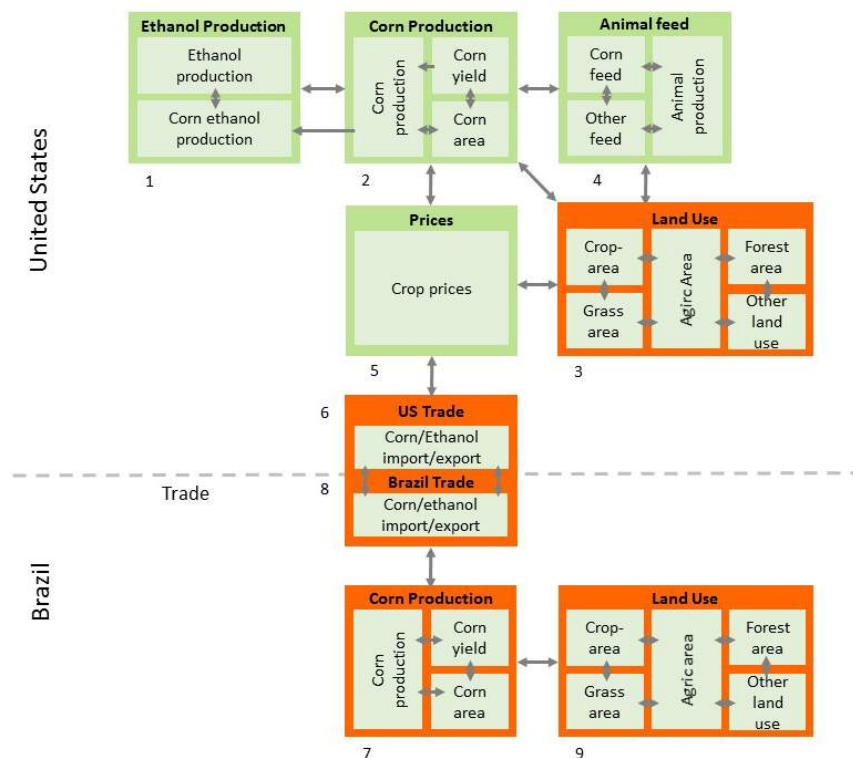 Ethanol Production
Ethanol
production
Corn ethanol
production
1
Corn Production
Corn
production
Corn
yield
Corn
area
2
Animal feed
Corn
feed
Other
feed
Animal
production
4
United States
Prices
Crop prices
5
Land Use
Crop-
area
Grass
area
Agirc Area
Forest
area
Other
land
use
3
6
US Trade
Corn/Ethanol
import/export
Trade
8
Brazil Trade
Corn/ethanol
import/export
Brazil
Corn Production
Corn
production
Corn
yield
Corn
area
7
Land Use
Crop-
area
Grass
area
Agric area
Forest
area
Other
land
use
9